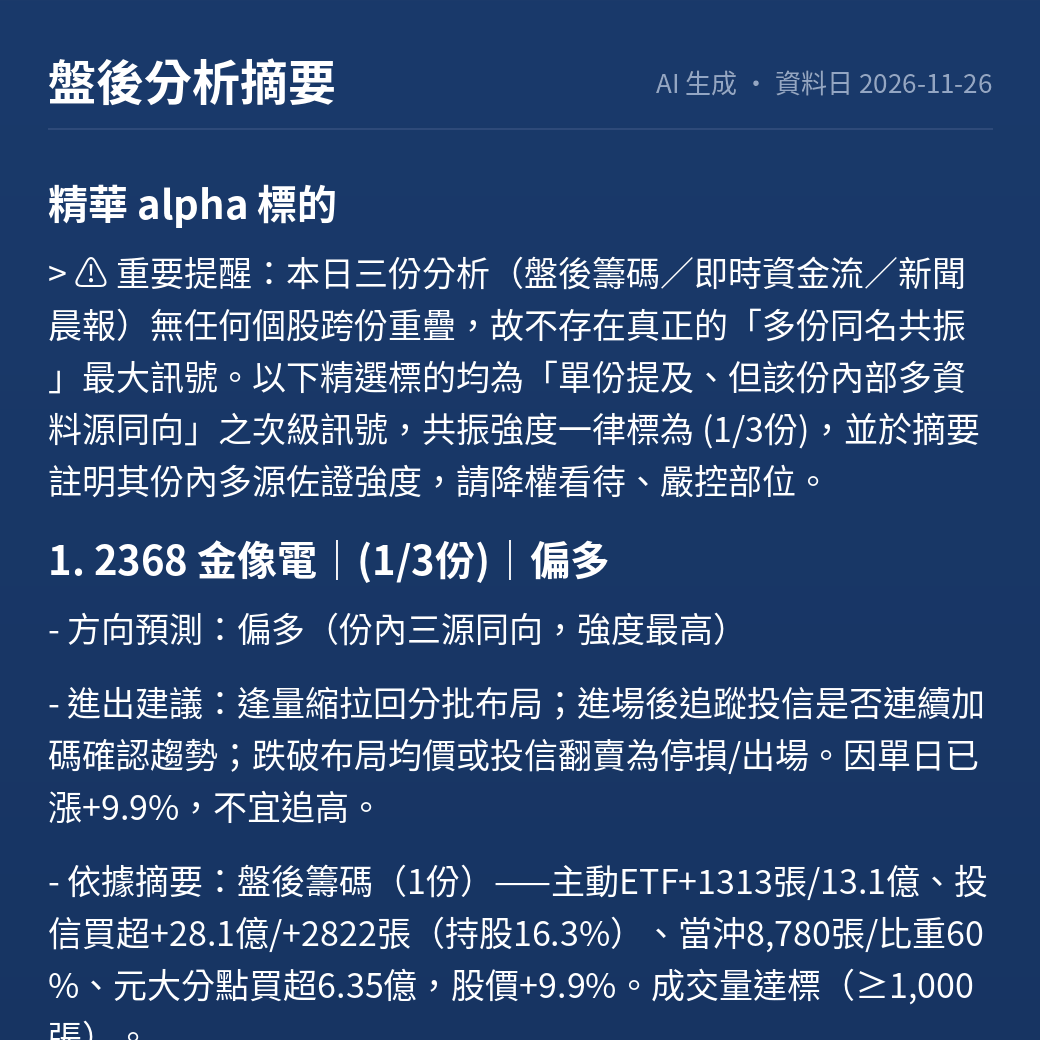 盤後分析摘要
AI 生成 • 資料日 2026-11-26
精華 alpha 標的
> ⚠ 重要提醒：本日三份分析（盤後籌碼／即時資金流／新聞
晨報）無任何個股跨份重疊，故不存在真正的「多份同名共振
」最大訊號。以下精選標的均為「單份提及、但該份內部多資
料源同向」之次級訊號，共振強度一律標為 (1/3份)，並於摘要
註明其份內多源佐證強度，請降權看待、嚴控部位。
1. 2368 金像電｜(1/3份)｜偏多
- 方向預測：偏多（份內三源同向，強度最高）
- 進出建議：逢量縮拉回分批布局；進場後追蹤投信是否連續加
碼確認趨勢；跌破布局均價或投信翻賣為停損/出場。因單日已
漲+9.9%，不宜追高。
- 依據摘要：盤後籌碼（1份）——主動ETF+1313張/13.1億、投
信買超+28.1億/+2822張（持股16.3%）、當沖8,780張/比重60
%、元大分點買超6.35億，股價+9.9%。成交量達標（≥1,000
張）。